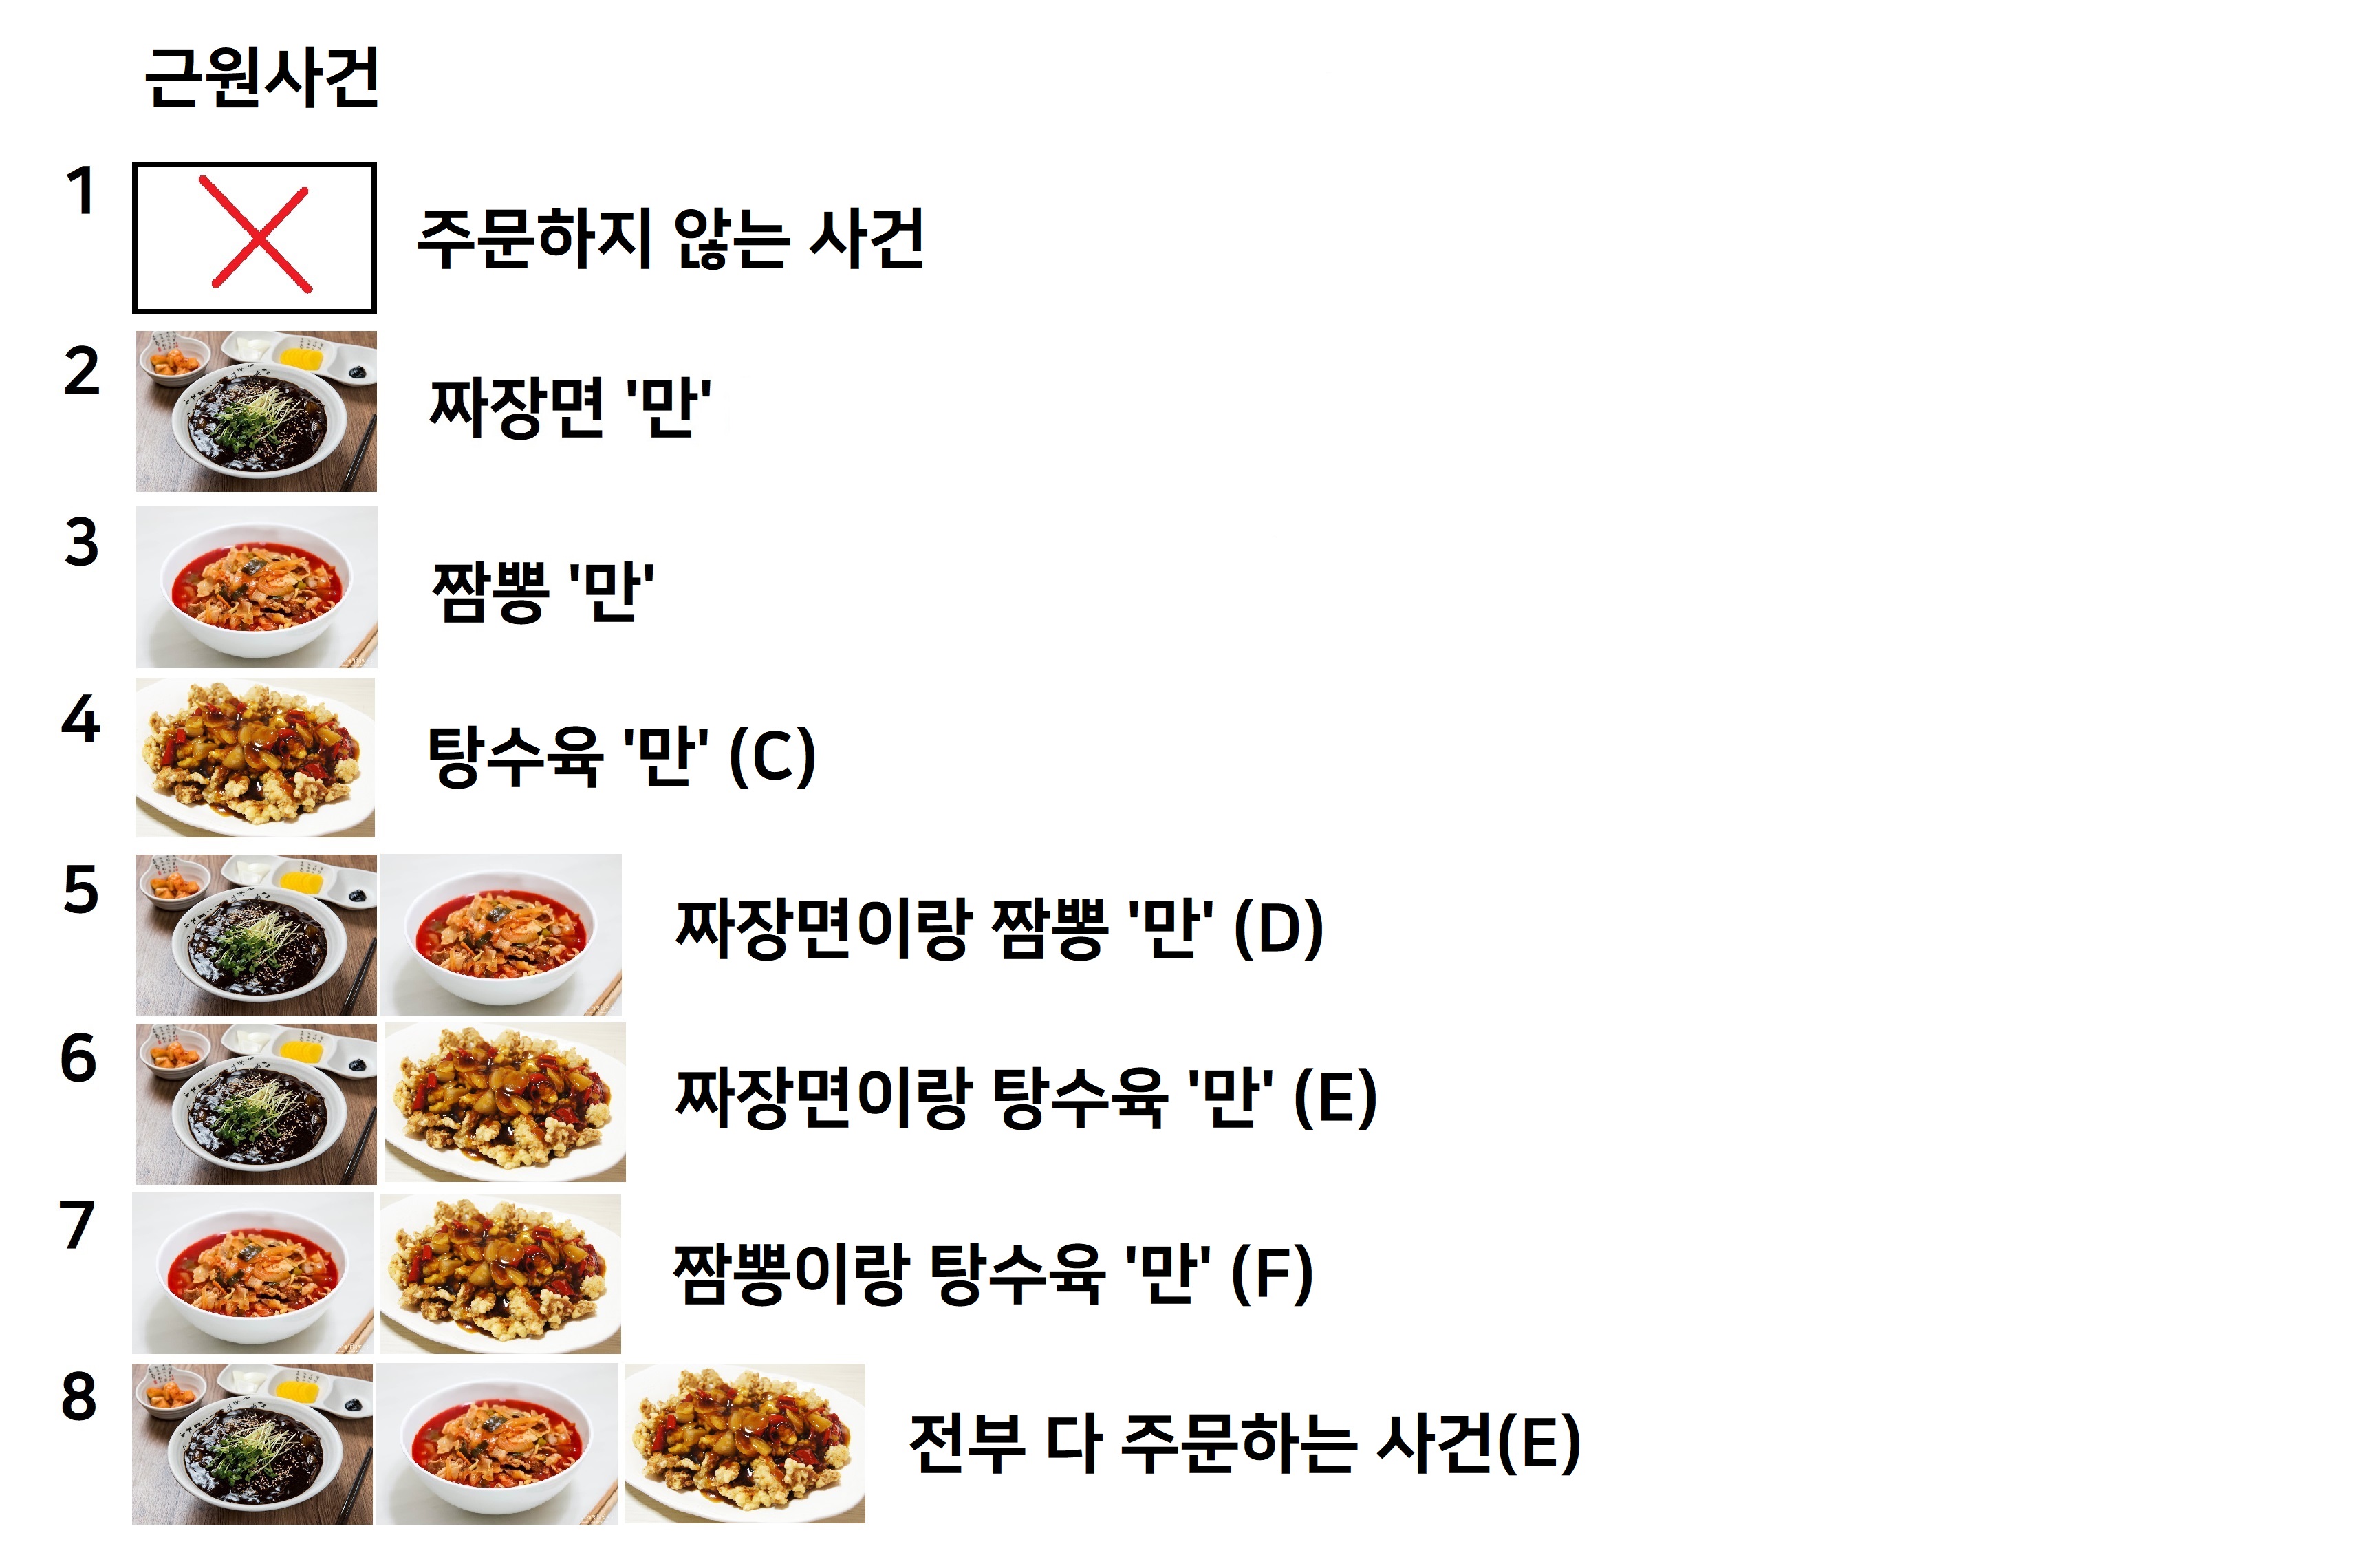 근원사건
1
주문하지 않는 사건
2
짜장면 '만'
3
짬뽕 '만'
4
탕수육 '만' (C)
5
짜장면이랑 짬뽕 '만' (D)
6
짜장면이랑 탕수육 '만' (E)
7
짬뽕이랑 탕수육 '만' (F)
8
전부 다 주문하는 사건(E)